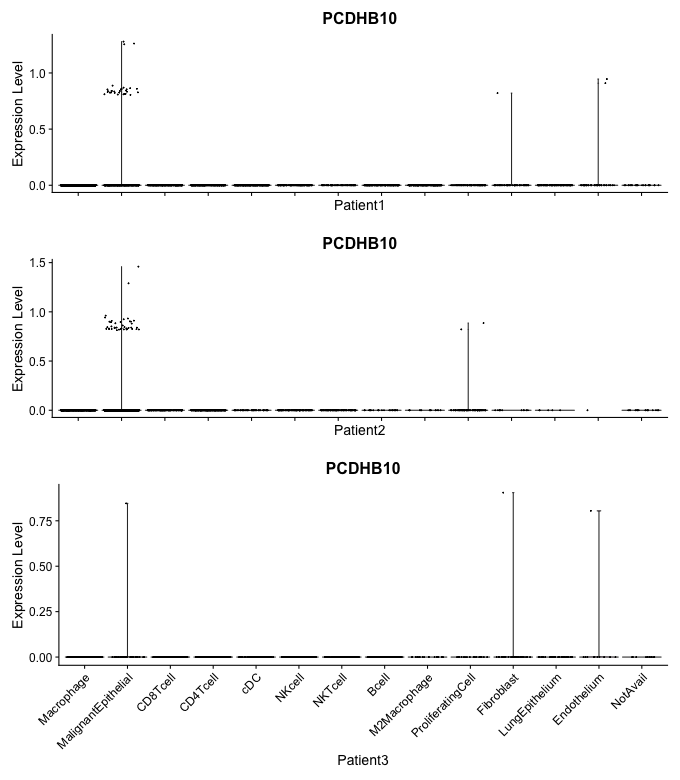 PCDHB10
Expression Level
1.0
0.5
0.0
Patient1
PCDHB10
Expression Level
1.5
1.0
0.5
0.0
Patient2
PCDHB10
Expression Level
0.75
0.50
0.25
0.00
Macrophage
MalignantEpithelial
CD8Tcell
CD4Tcell
cDC
NKcell
NKTcell
Bcell
M2Macrophage
ProliferatingCell
Fibroblast
LungEpithelium
Endothelium
NotAvail
Patient3